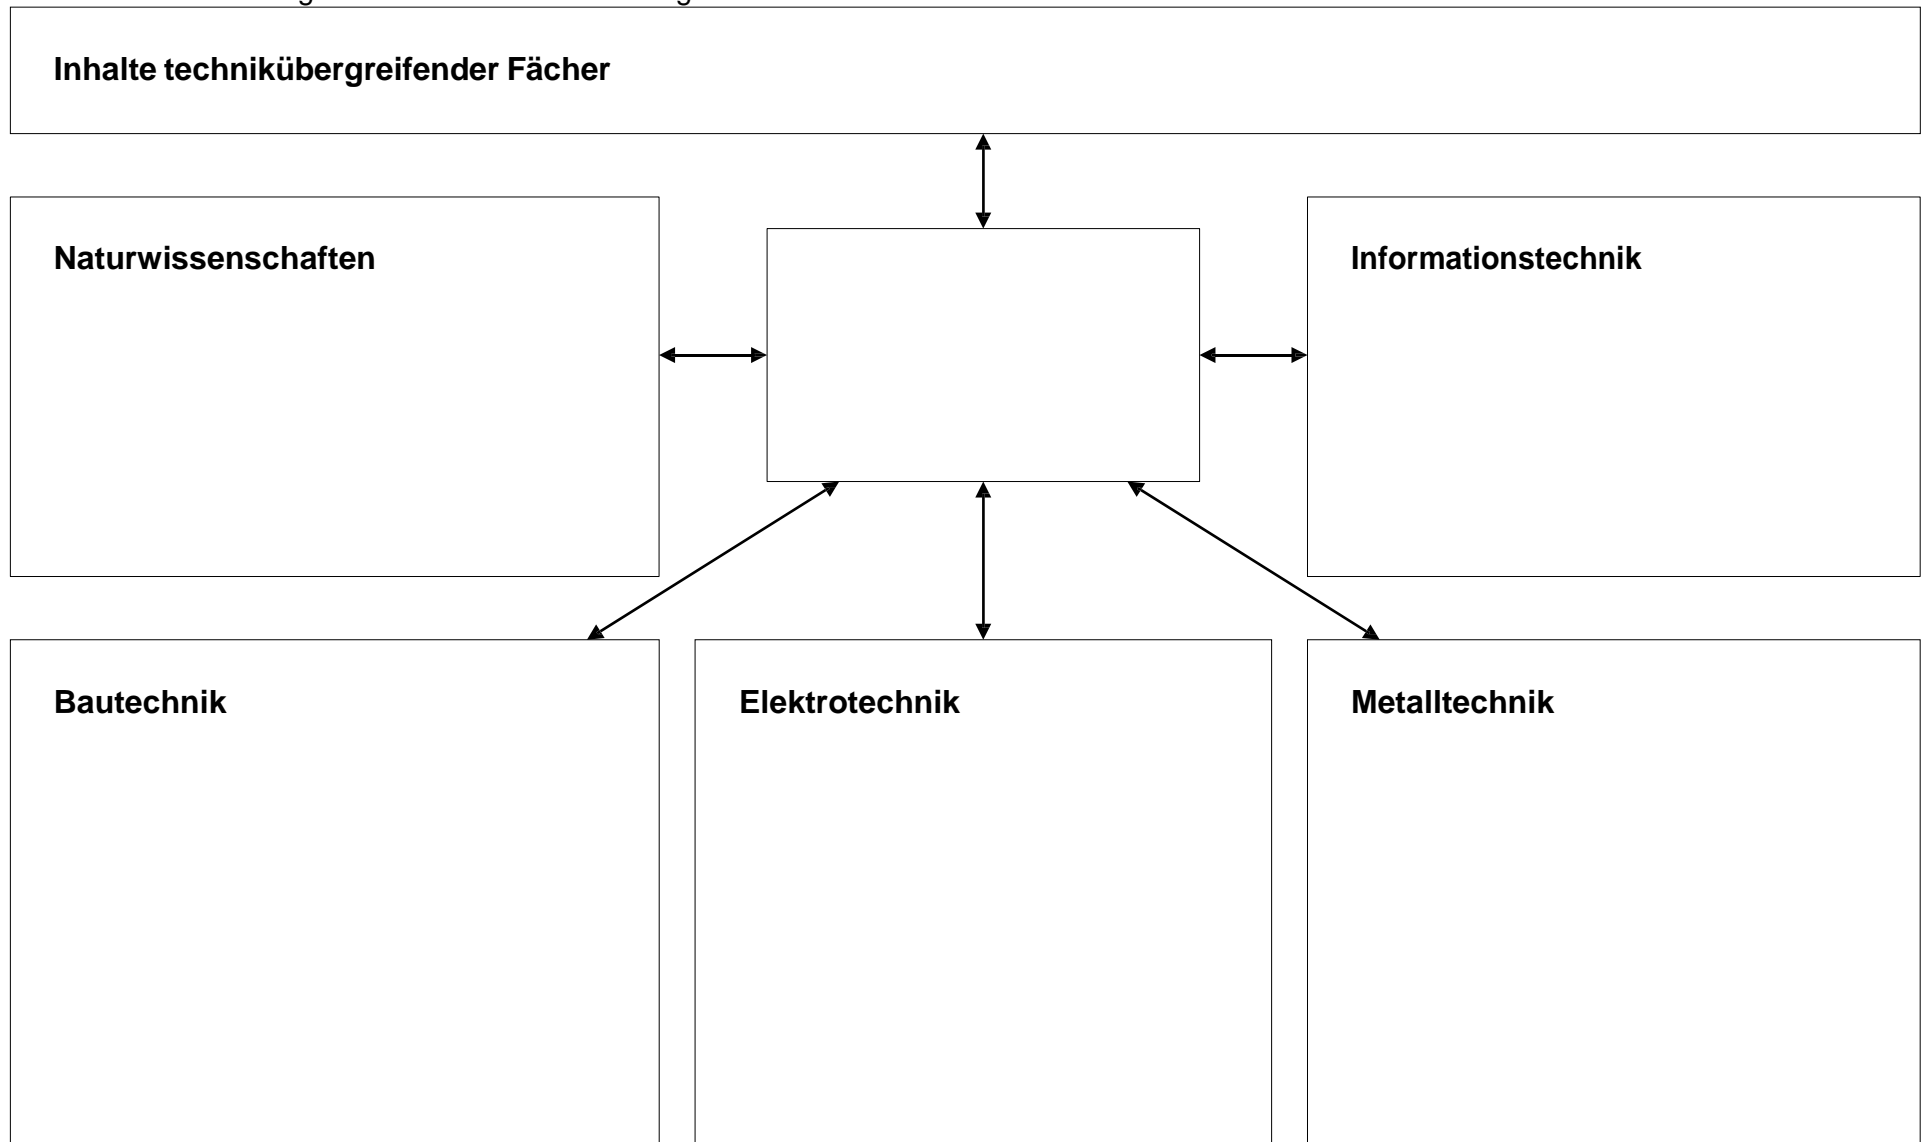 Inhalte technikübergreifender Fächer
Naturwissenschaften
Informationstechnik
Bautechnik
Elektrotechnik
Metalltechnik